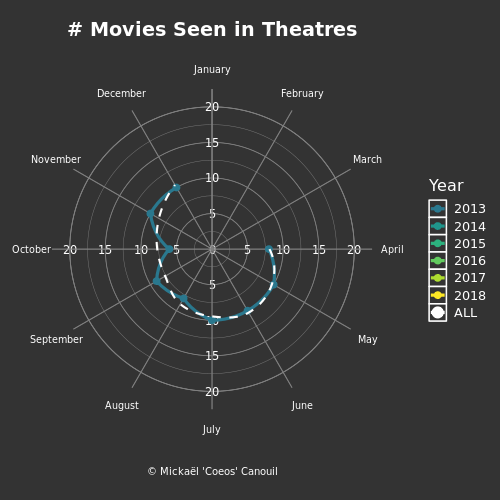 # Movies Seen in Theatres
January
December
February
November
March
October
April
September
May
August
June
July
20
15
10
5
20 15 10 5 0 5 10 15 20
5
10
15
20
Year
2013
2014
2015
2016
2017
2018
ALL
© Mickaël 'Coeos' Canouil